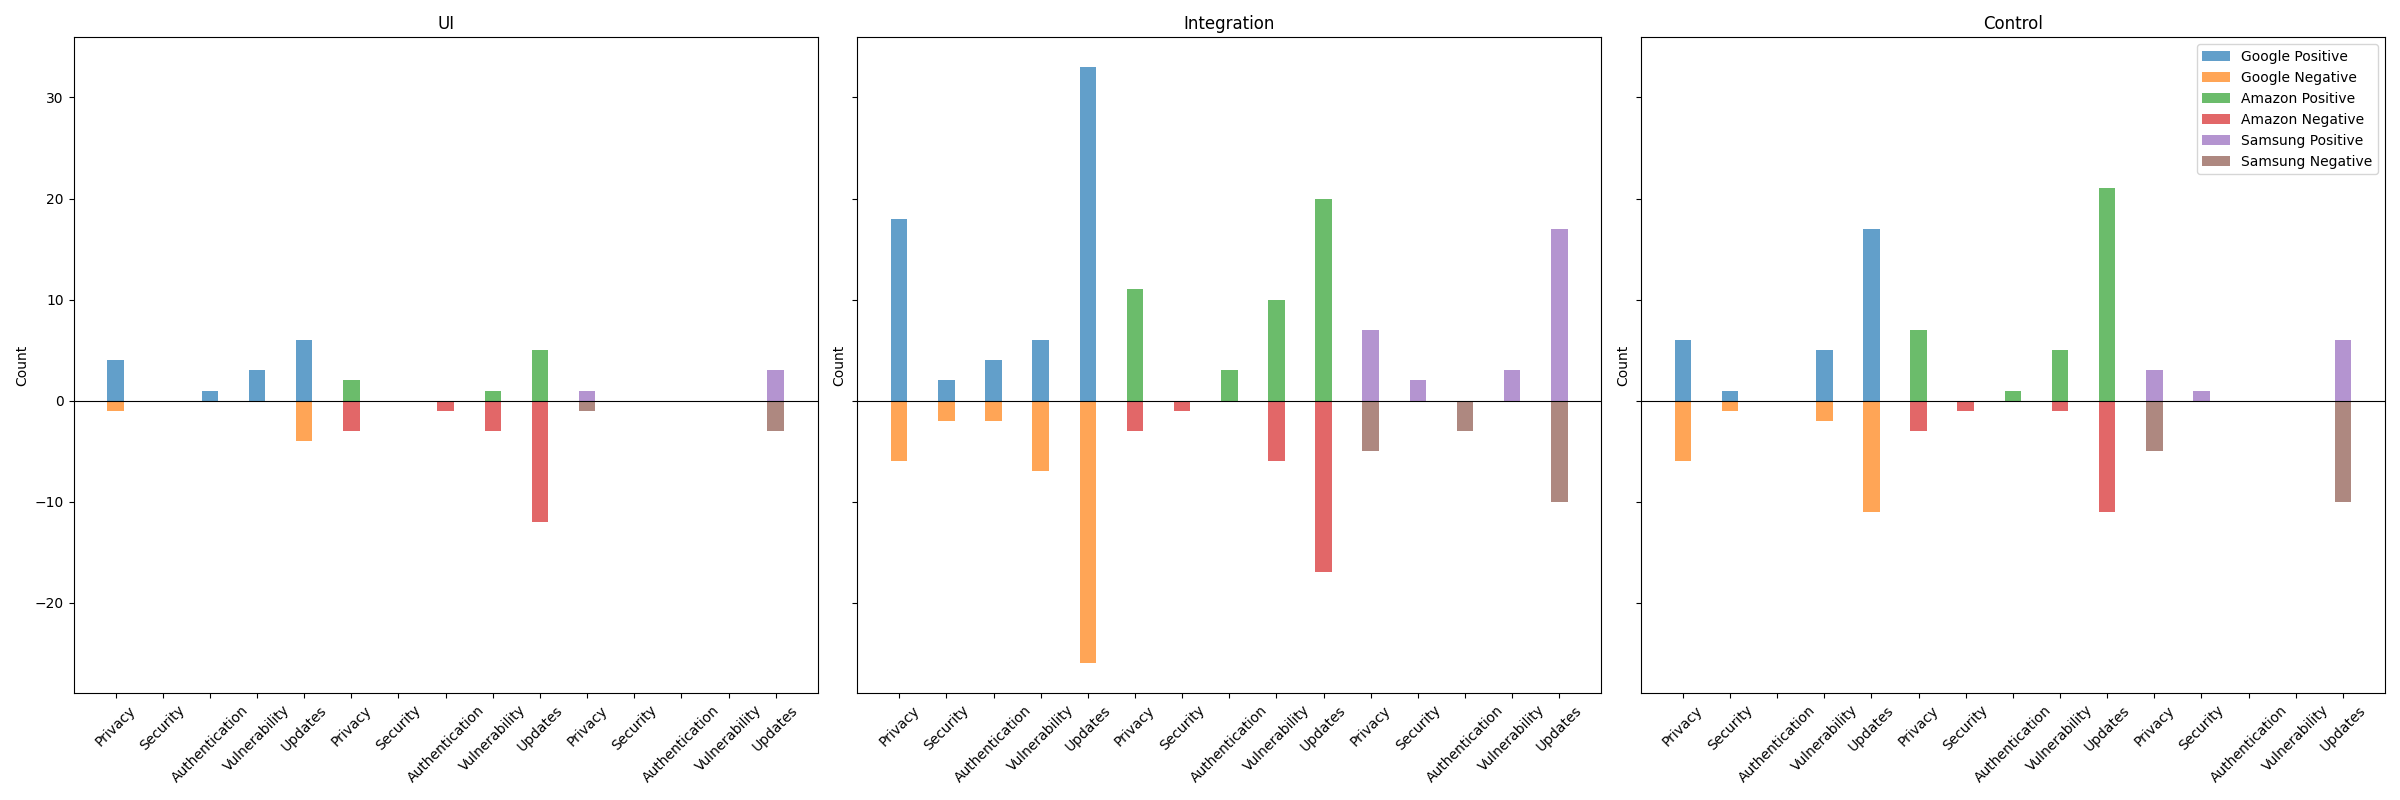 UI
Integration
Control
Google Positive
Google Negative
Amazon Positive
Amazon Negative
Samsung Positive
Samsung Negative
30
20
10
0
−10
−20
Count
Count
Count
Privacy Security Authentication Vulnerability Updates Privacy Security Authentication Vulnerability Updates Privacy Security Authentication Vulnerability Updates
Privacy Security Authentication Vulnerability Updates Privacy Security Authentication Vulnerability Updates Privacy Security Authentication Vulnerability Updates
Privacy Security Authentication Vulnerability Updates Privacy Security Authentication Vulnerability Updates Privacy Security Authentication Vulnerability Updates